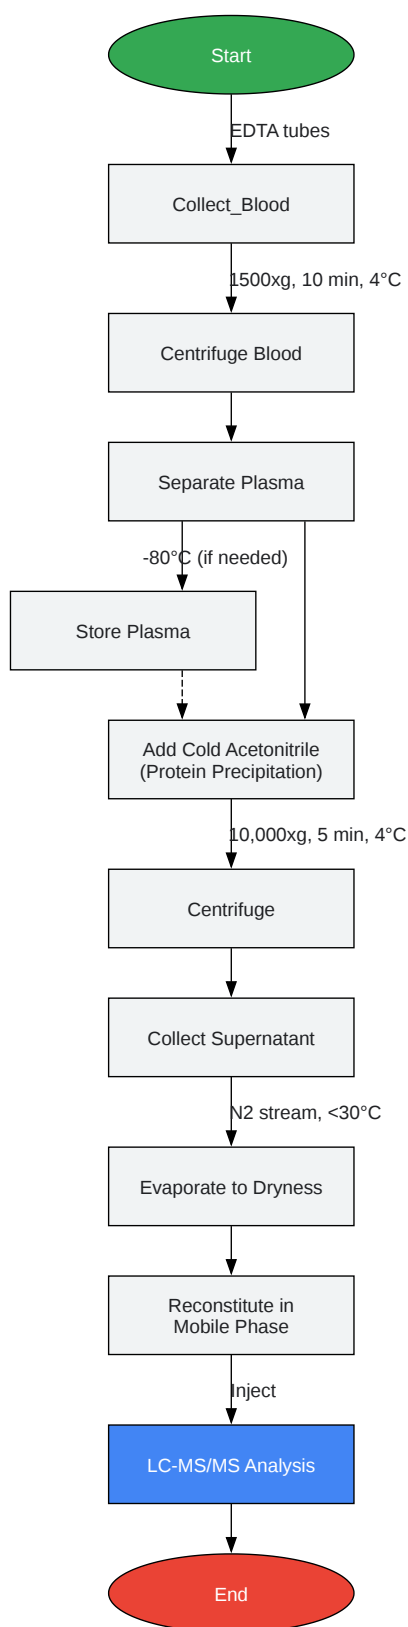 Start
EDTA tubes
Collect_Blood
1500xg, 10 min, 4°C
Centrifuge Blood
Separate Plasma
-80°C (if needed)
Store Plasma
Add Cold Acetonitrile
(Protein Precipitation)
10,000xg, 5 min, 4°C
Centrifuge
Collect Supernatant
N2 stream, <30°C
Evaporate to Dryness
Reconstitute in
Mobile Phase
Inject
LC-MS/MS Analysis
End